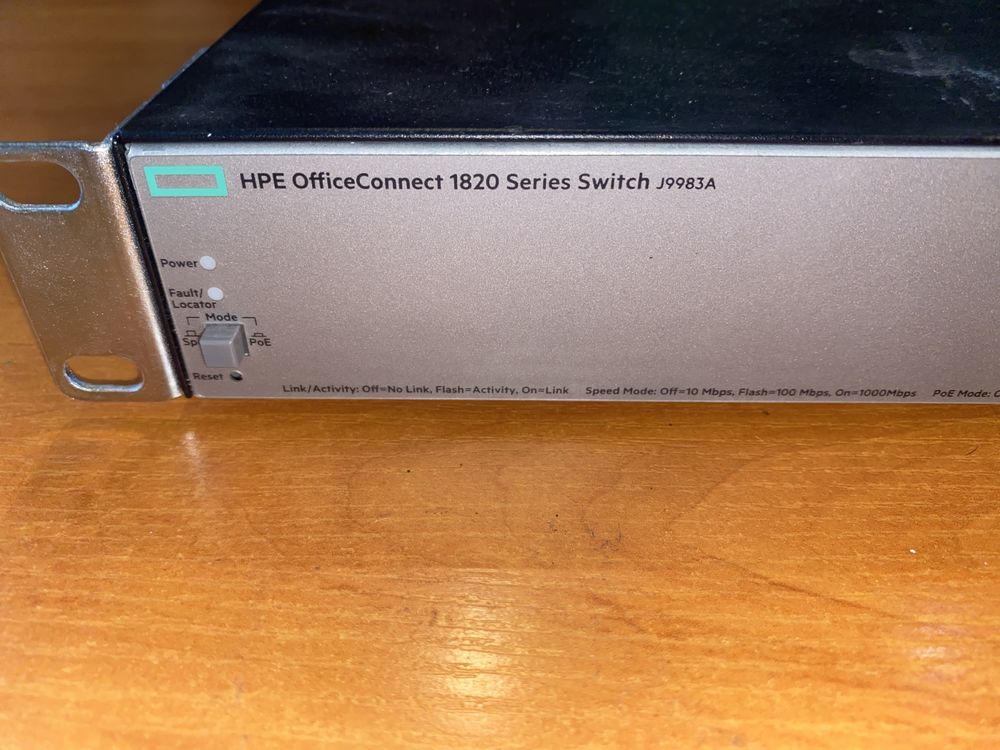 HPE OfficeConnect 1820 Series Switch J9983A
Power
Fault/
Locator
Mode
PoE
Reset
Link/Activity: Off=No Link, Flash=Activity, On=Link Speed Mode: Off=10 Mbps, Flash=100 Mbps, On=1000Mbps PoE Mode: